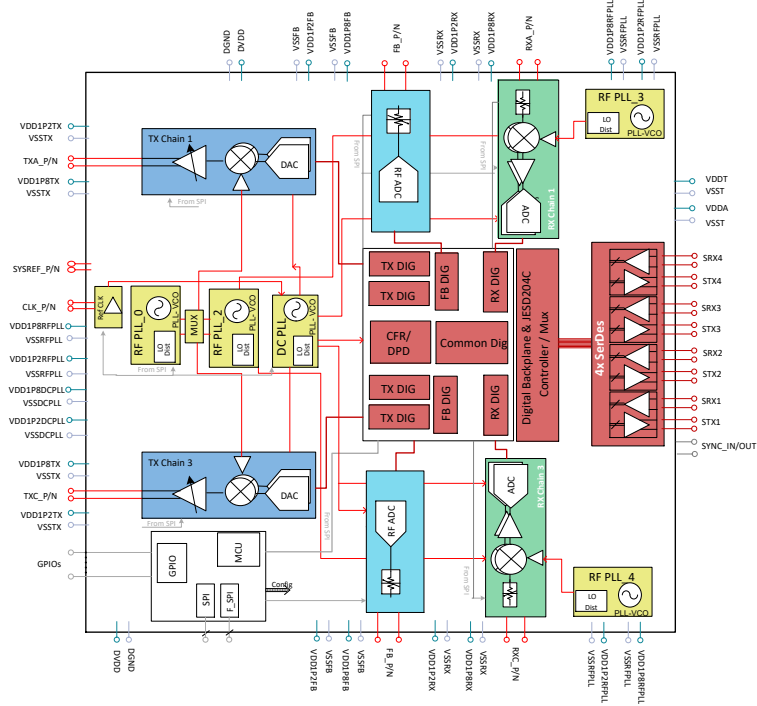 DGND
DVDD
VSSFB
VDD1P2FB
VSSFB
VDD1P8FB
FB_P/N
VSSRX
VDD1P2RX
VSSRX
VDD1P8RX
RXA_P/N
VDD1P8RFPLL
VSSRFPLL
VDD1P2RFPLL
VSSRFPLL
VDD1P2TX
VSSTX
TXA_P/N
VDD1P8TX
VSSTX
SYSREF_P/N
CLK_P/N
VDD1P8RFPLL
VSSRFPLL
VDD1P2RFPLL
VSSRFPLL
VDD1P8DCPLL
VSSDCPLL
VDD1P2DCPLL
VSSDCPLL
VDD1P8TX
VSSTX
TXC_P/N
VDD1P2TX
VSSTX
GPIOs
TX Chain 1
DAC
From SPI
RF ADC
From SPI
From SPI
ADC
RX Chain 1
RF PLL_3
LO
Dist
PLL-VCO
Ref CLK
RF PLL_0
PLL- VCO
LO
Dist
From SPI
MUX
RF PLL_2
PLL- VCO
LO
Dist
DC PLL
PLL- VCO
LO
Dist
TX DIG
TX DIG
FB DIG
RX DIG
CFR/
DPD
Common Dig
TX DIG
TX DIG
FB DIG
RX DIG
Digital Backplane & JESD204C
Controller / Mux
4x SerDes
VDDT
VSST
VDDA
VSST
SRX4
STX4
SRX3
STX3
SRX2
STX2
SRX1
STX1
SYNC_IN/OUT
TX Chain 3
DAC
From SPI
GPIO
MCU
SPI
F_SPI
Config
RF ADC
From SPI
From SPI
ADC
RX Chain 3
RF PLL_4
LO
Dist
PLL-VCO
DVDD
DGND
VDD1P2FB
VSSFB
VDD1P8FB
VSSFB
FB_P/N
VDD1P2RX
VSSRX
VDD1P8RX
VSSRX
RXC_P/N
VSSRFPLL
VDD1P2RFPLL
VSSRFPLL
VDD1P8RFPLL